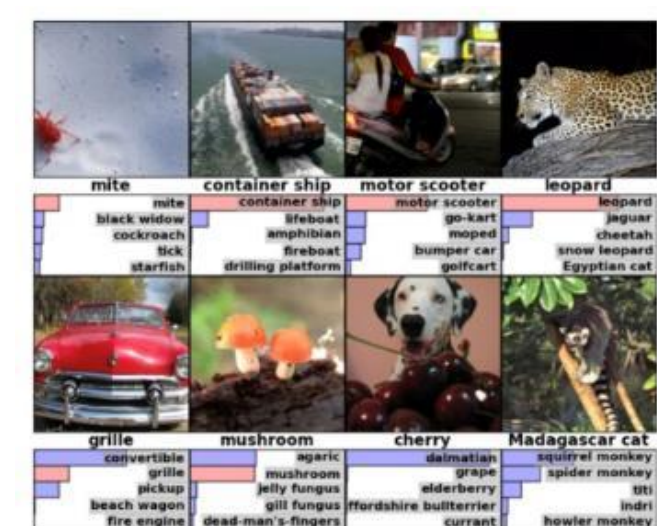 mite
container ship
motor scooter
leopard
mite
black widow
cockroach
tick
starfish
container ship
lifeboat
amphibian
fireboat
drilling platform
motor scooter
go-kart
moped
bumper car
golfcart
leopard
jaguar
cheetah
snow leopard
Egyptian cat
grille
mushroom
cherry
Madagascar cat
convertible
grille
pickup
beach wagon
fire engine
agaric
mushroom
jelly fungus
gill fungus
dead-man's-fingers
dalmatian
grape
elderberry
ffordshire bullterrier
currant
squirrel monkey
spider monkey
titi
indri
howler monkey